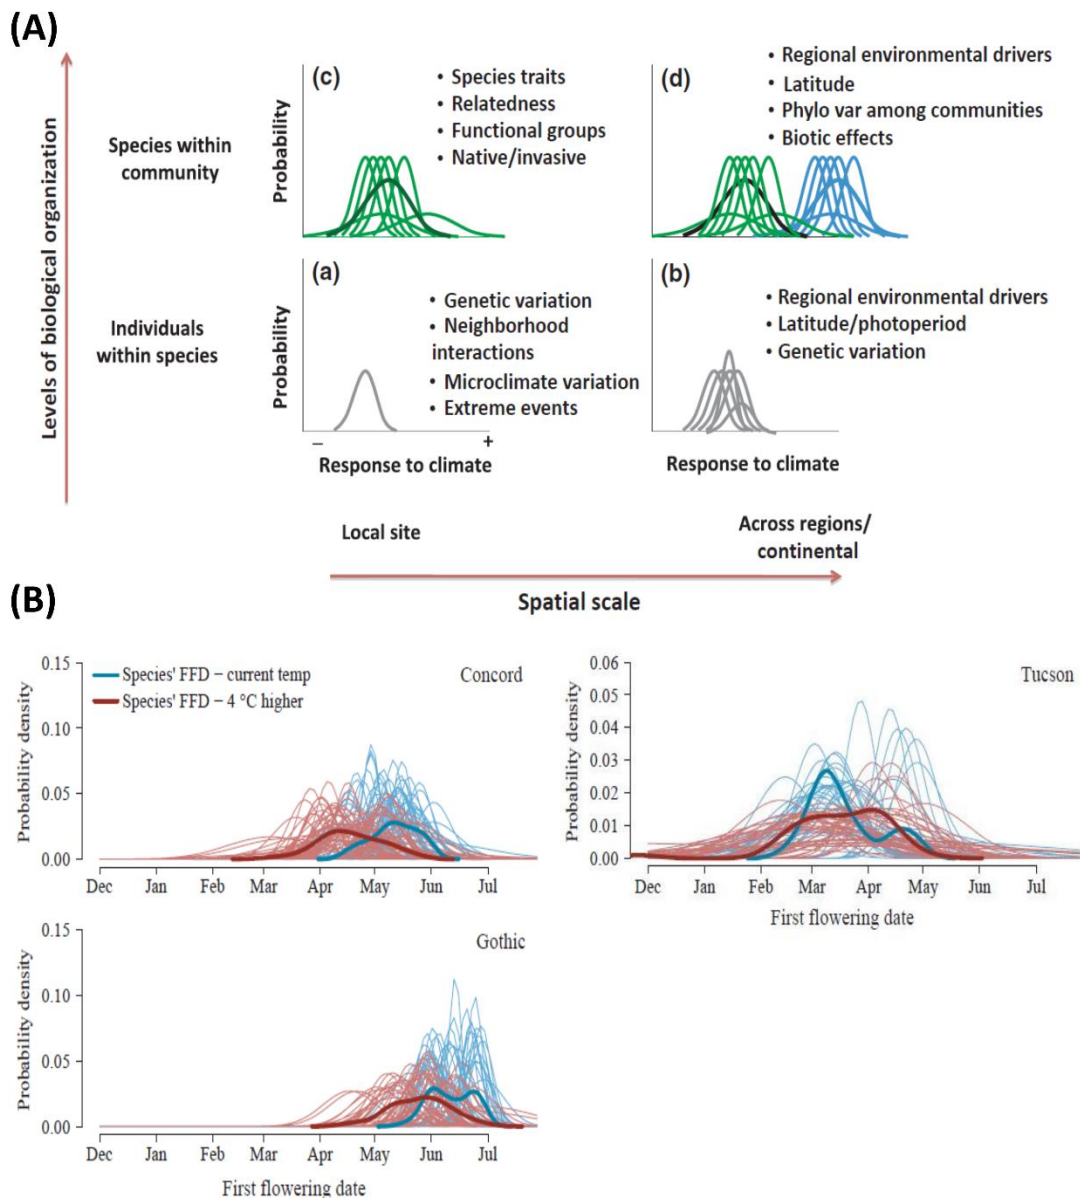 (A)
Levels of biological organization
Species within
community
Individuals
within species
(c)
Probability
• Species traits
• Relatedness
• Functional groups
• Native/invasive
(d)
• Regional environmental drivers
• Latitude
• Phylo var among communities
• Biotic effects
Probability
(a)
Probability
• Genetic variation
• Neighborhood
interactions
• Microclimate variation
• Extreme events
– +
Response to climate
(b)
Probability
• Regional environmental drivers
• Latitude/photoperiod
• Genetic variation
Response to climate
Local site
Across regions/
continental
Spatial scale
(B)
Concord
Species' FFD – current temp
Species' FFD – 4 °C higher
Probability density
0.15
0.10
0.05
0.00
Dec Jan Feb Mar Apr May Jun Jul
Tucson
Probability density
0.06
0.05
0.04
0.03
0.02
0.01
0.00
Dec Jan Feb Mar Apr May Jun Jul
First flowering date
Gothic
Probability density
0.15
0.10
0.05
0.00
Dec Jan Feb Mar Apr May Jun Jul
First flowering date